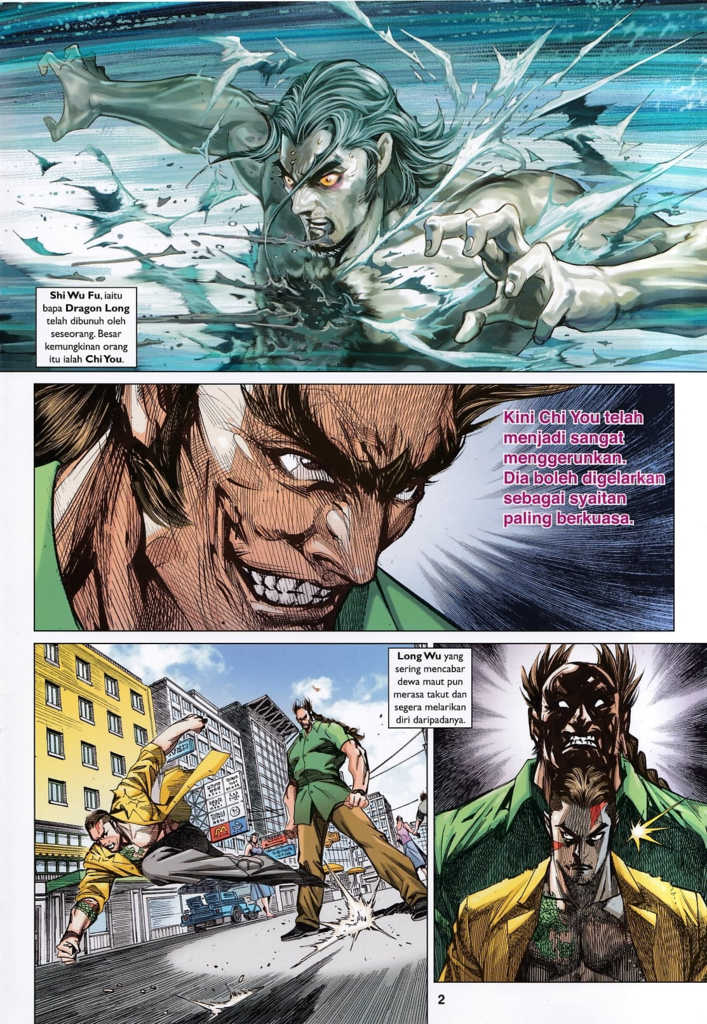 Shi Wu Fu, iaitu
bapa Dragon Long
telah dibunuh oleh
seseorang. Besar
kemungkinan orang
itu ialah Chi You.
Kini Chi You telah
menjadi sangat
menggerunkan.
Dia boleh digelarkan
sebagai syaitan
paling berkuasa.
Long Wu yang
sering mencabar
dewa maut pun
merasa takut dan
segera melarikan
diri daripadanya.
2